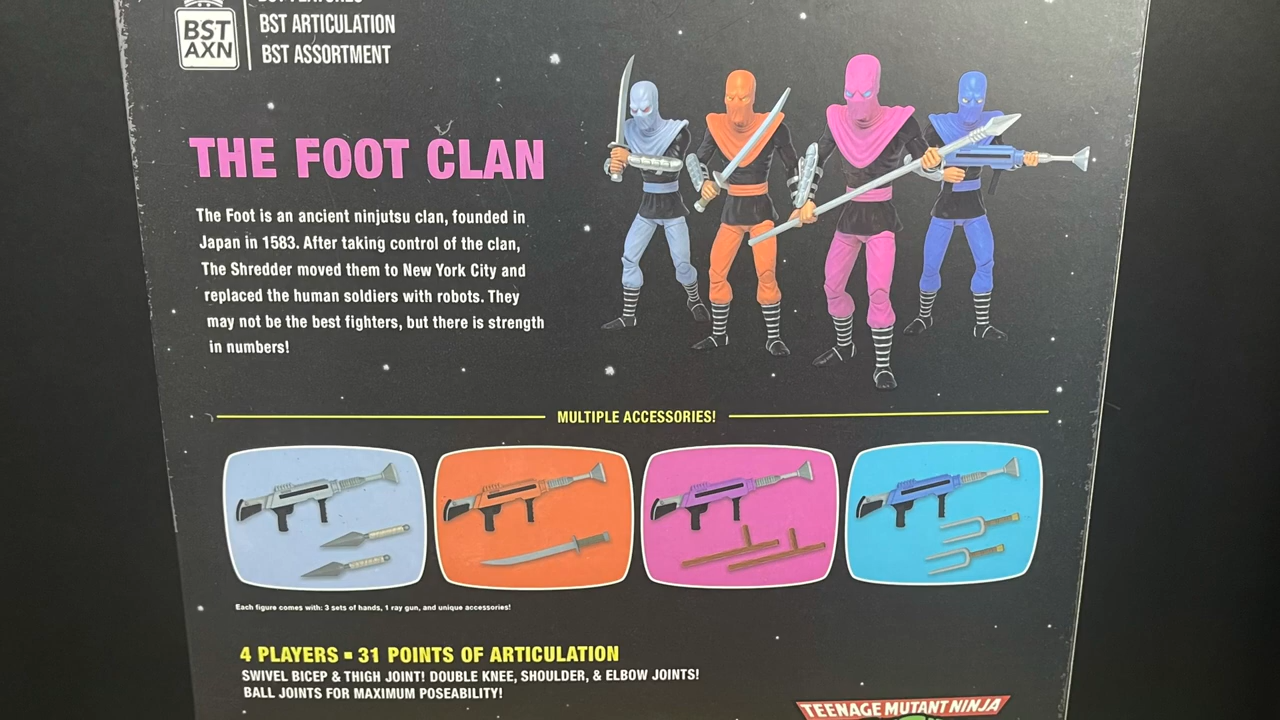 BST FEATURES
BST ARTICULATION
BST ASSORTMENT
BST
AXN
THE FOOT CLAN
The Foot is an ancient ninjutsu clan, founded in
Japan in 1583. After taking control of the clan,
The Shredder moved them to New York City and
replaced the human soldiers with robots. They
may not be the best fighters, but there is strength
in numbers!
MULTIPLE ACCESSORIES!
Each figure comes with: 3 sets of hands, 1 ray gun, and unique accessories!
4 PLAYERS ▪ 31 POINTS OF ARTICULATION
SWIVEL BICEP & THIGH JOINT! DOUBLE KNEE, SHOULDER, & ELBOW JOINTS!
BALL JOINTS FOR MAXIMUM POSEABILITY!
TEENAGE MUTANT NINJA